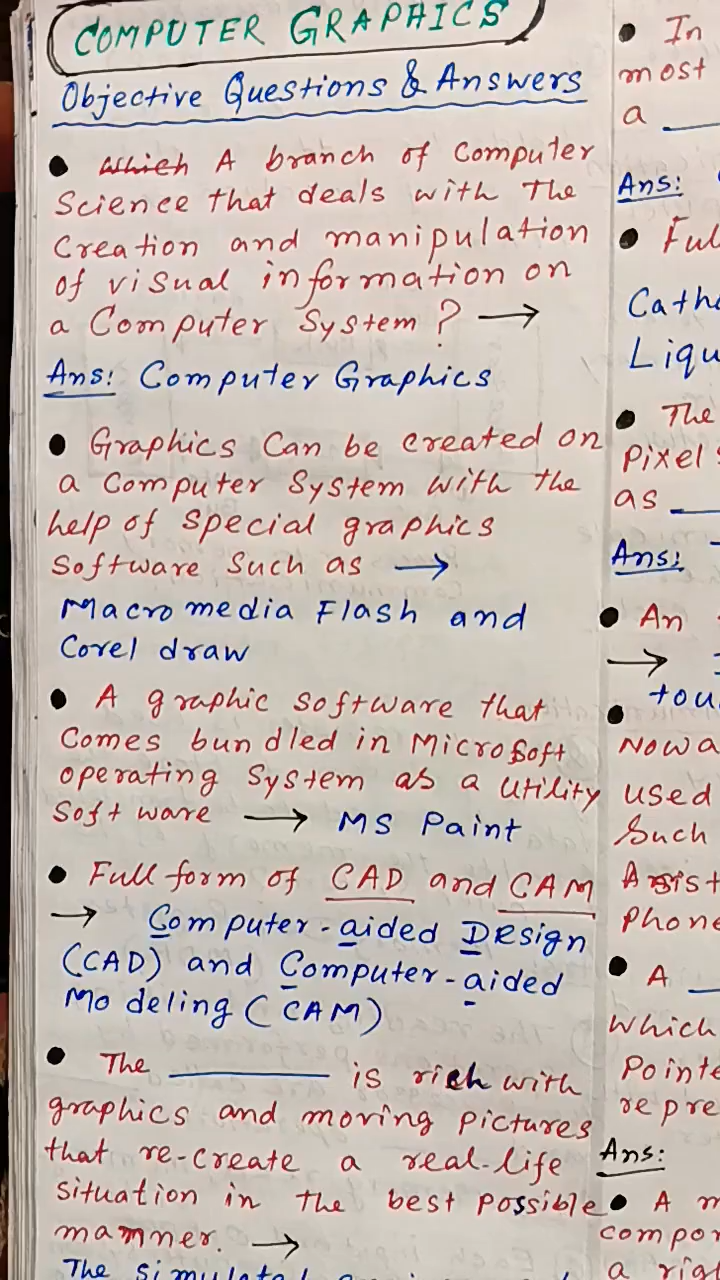 COMPUTER GRAPHICS
Objective Questions & Answers
● Which A branch of Computer
Science that deals with The
Creation and manipulation
of visual information on
a Computer System? →
Ans: Computer Graphics
● Graphics Can be created on
a Computer System with the
help of special graphics
Software Such as →
Macromedia Flash and
Corel draw
● A graphic software that
Comes bundled in Microsoft
operating System as a Utility
Software → MS Paint
● Full form of CAD and CAM
→ Computer-aided Design
(CAD) and Computer-aided
Modeling (CAM)
● The ________ is rich with
graphics and moving pictures
that re-create a real-life
situation in the best possible
manner. →
The
● In
most
a ___
Ans:
● Ful
Catho
Liqu
● The
Pixel
as ___
Ans:
● An
→
tou
●
Now a
used
Such
Assist
Phone
● A ___
Which
Pointe
repre
Ans:
● A m
compo
a rig